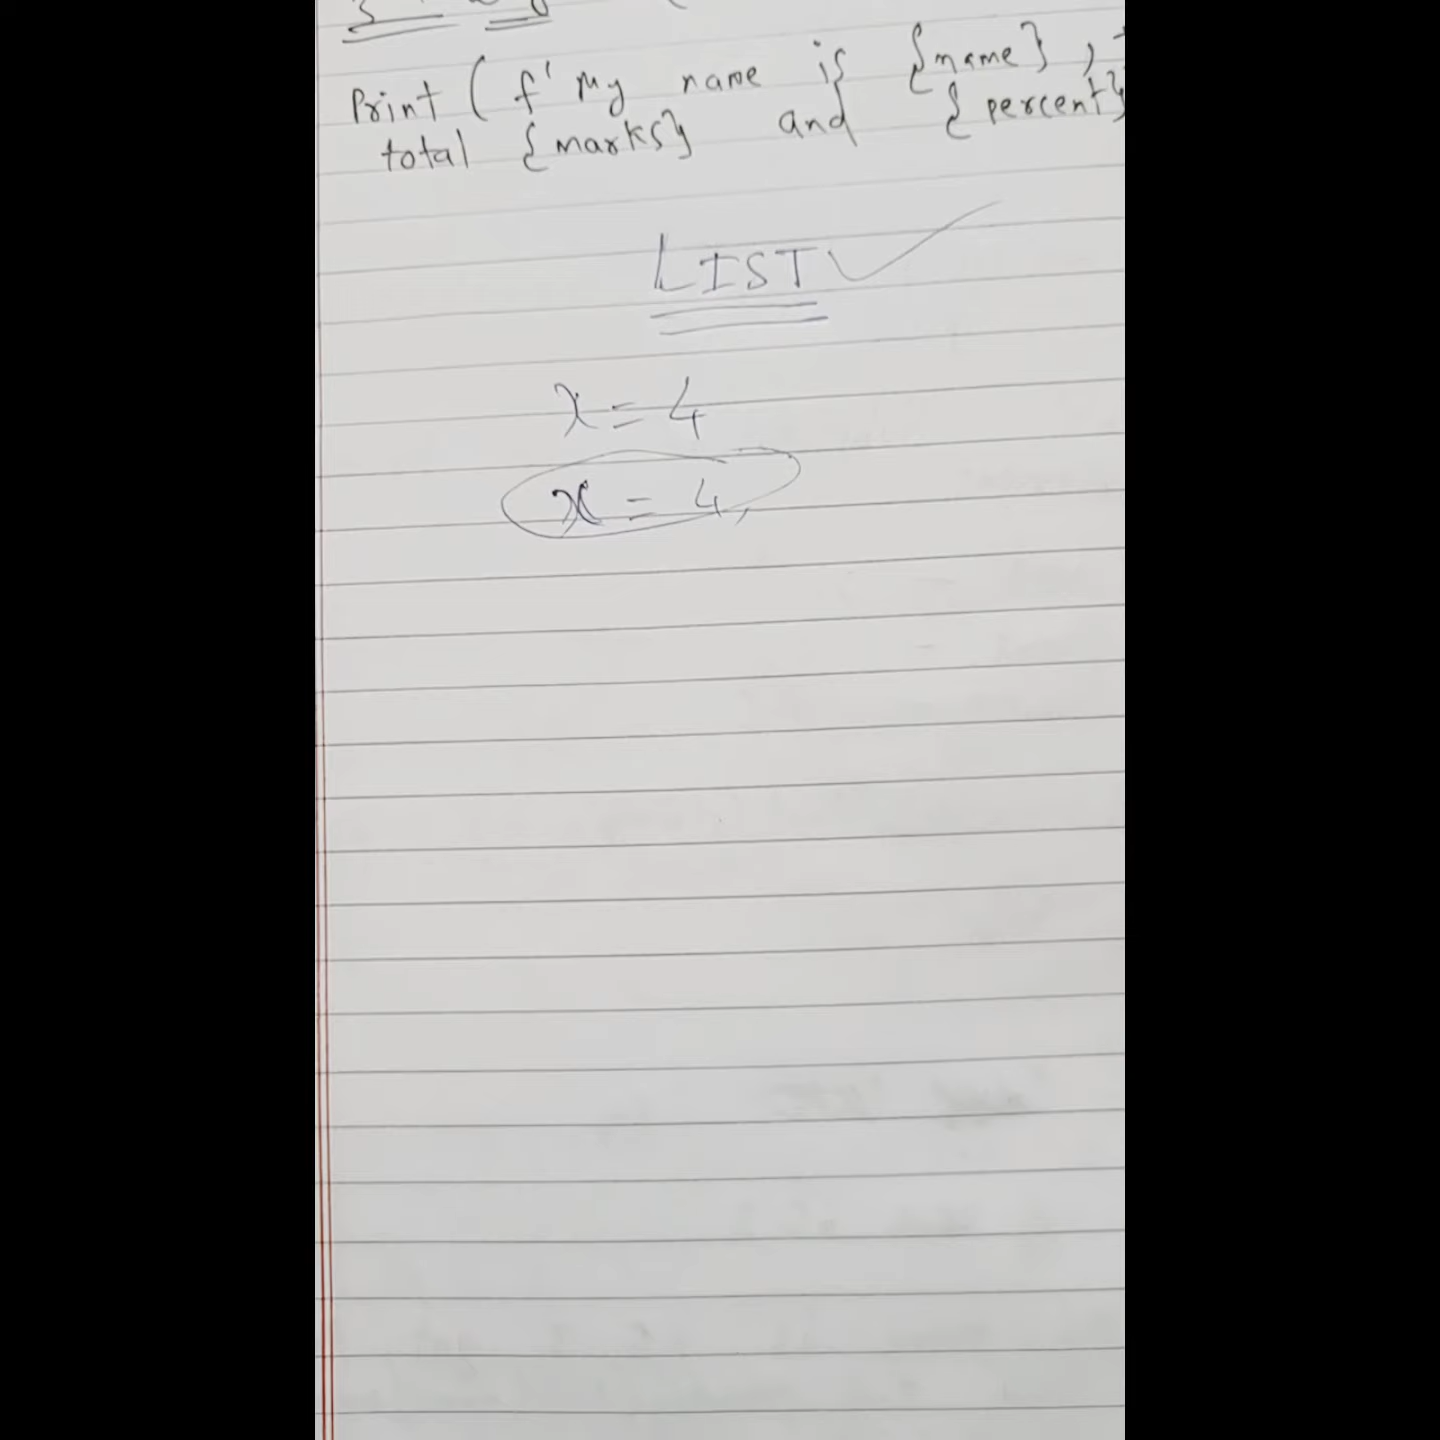 Print ( f' My name is {name} ,
total {marks} and {percent}
LIST
x = 4
x = 4,